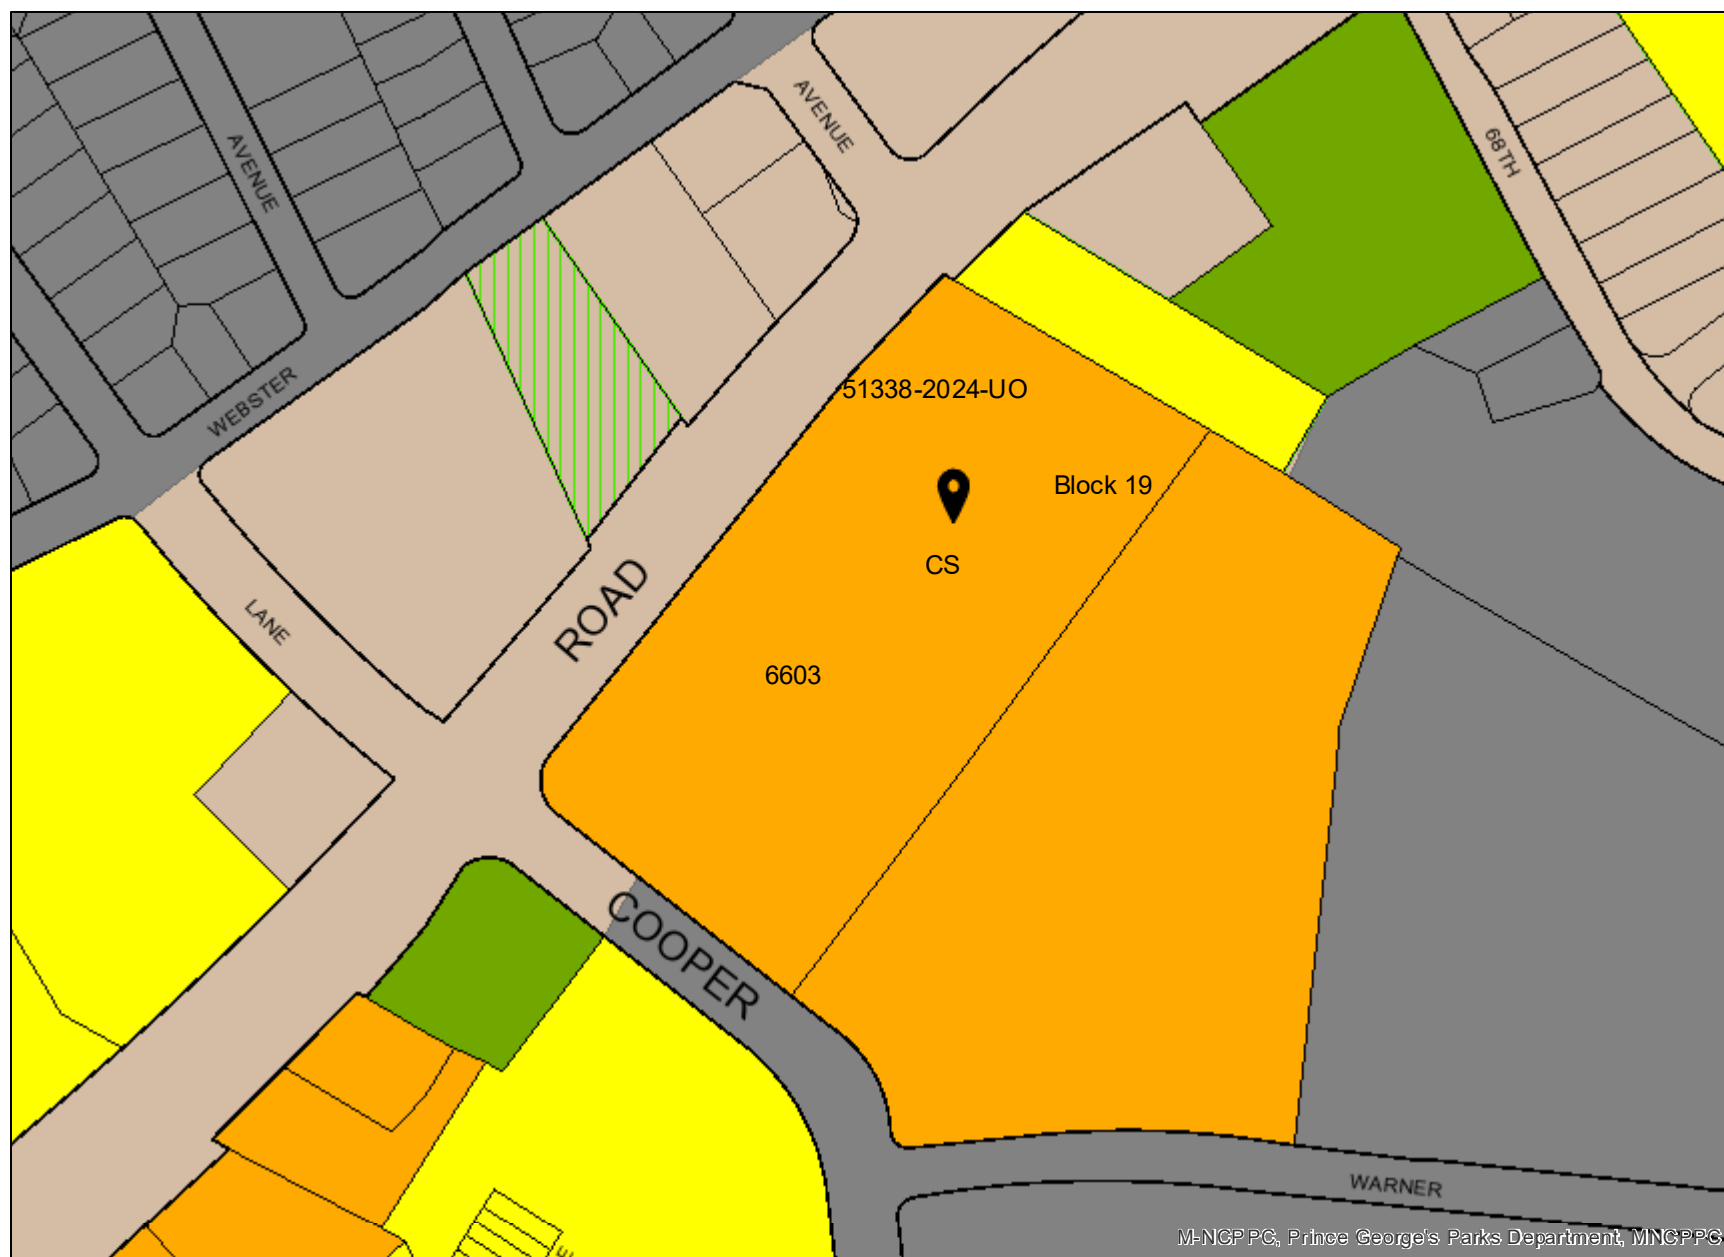 AVENUE
AVENUE
68TH
WEBSTER
51338-2024-UO
Block 19
CS
LANE
ROAD
6603
COOPER
WARNER
M-NCPPC, Prince George's Parks Department, MNCPPC